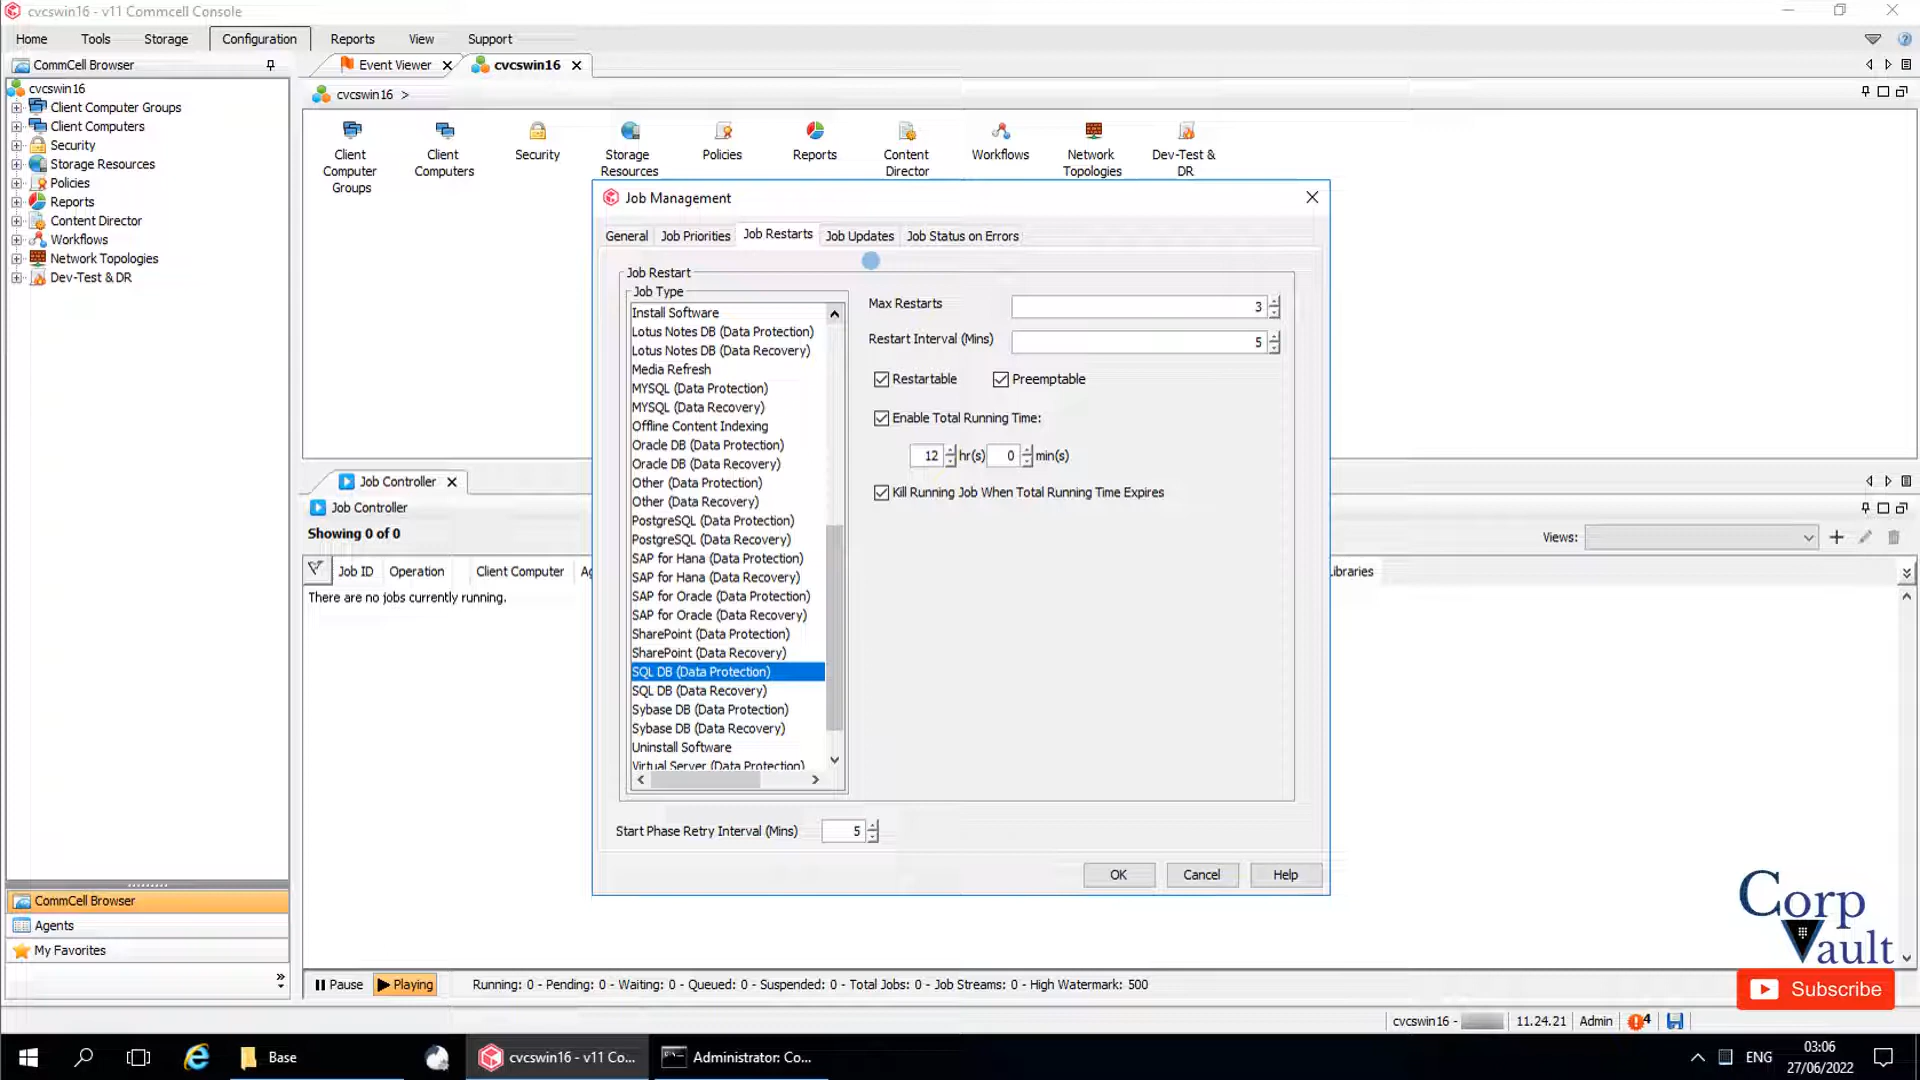 cvcswin16 - v11 Commcell Console
Home Tools Storage Configuration Reports View Support
CommCell Browser
Event Viewer
cvcswin16
cvcswin16
Client Computer Groups
Client Computers
Security
Storage Resources
Policies
Reports
Content Director
Workflows
Network Topologies
Dev-Test & DR
cvcswin16 >
Client Computer Groups
Client Computers
Security
Storage Resources
Policies
Reports
Content Director
Workflows
Network Topologies
Dev-Test & DR
Job Management
General Job Priorities Job Restarts Job Updates Job Status on Errors
Job Restart
Job Type
Install Software
Lotus Notes DB (Data Protection)
Lotus Notes DB (Data Recovery)
Media Refresh
MYSQL (Data Protection)
MYSQL (Data Recovery)
Offline Content Indexing
Oracle DB (Data Protection)
Oracle DB (Data Recovery)
Other (Data Protection)
Other (Data Recovery)
PostgreSQL (Data Protection)
PostgreSQL (Data Recovery)
SAP for Hana (Data Protection)
SAP for Hana (Data Recovery)
SAP for Oracle (Data Protection)
SAP for Oracle (Data Recovery)
SharePoint (Data Protection)
SharePoint (Data Recovery)
SQL DB (Data Protection)
SQL DB (Data Recovery)
Sybase DB (Data Protection)
Sybase DB (Data Recovery)
Uninstall Software
Virtual Server (Data Protection)
Max Restarts 3
Restart Interval (Mins) 5
Restartable Preemptable
Enable Total Running Time:
12 hr(s) 0 min(s)
Kill Running Job When Total Running Time Expires
Start Phase Retry Interval (Mins) 5
OK Cancel Help
Job Controller
Job Controller
Showing 0 of 0
Views:
Job ID Operation Client Computer Ag
ibraries
There are no jobs currently running.
CommCell Browser
Agents
My Favorites
Pause Playing Running: 0 - Pending: 0 - Waiting: 0 - Queued: 0 - Suspended: 0 - Total Jobs: 0 - Job Streams: 0 - High Watermark: 500
Corp
Vault
Subscribe
cvcswin16 - 11.24.21 Admin 4
Base
cvcswin16 - v11 Co...
Administrator: Co...
ENG
03:06
27/06/2022